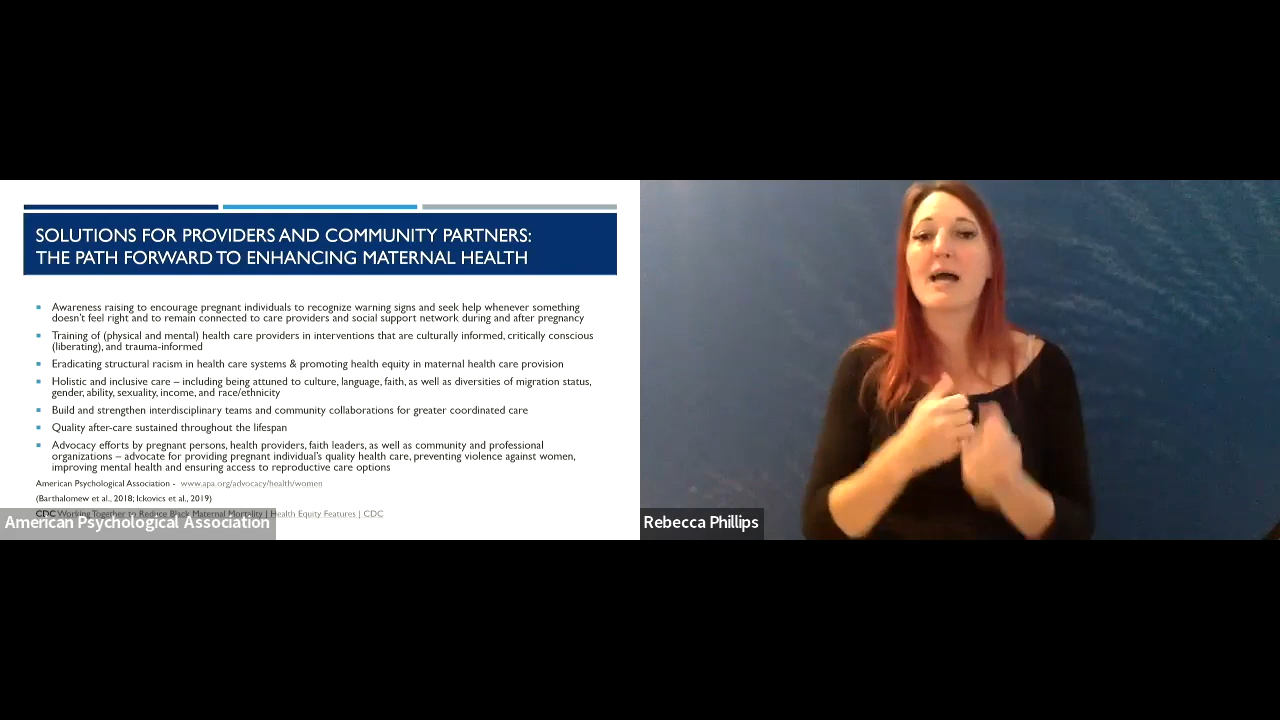 SOLUTIONS FOR PROVIDERS AND COMMUNITY PARTNERS:
THE PATH FORWARD TO ENHANCING MATERNAL HEALTH
Awareness raising to encourage pregnant individuals to recognize warning signs and seek help whenever something
doesn't feel right and to remain connected to care providers and social support network during and after pregnancy
Training of (physical and mental) health care providers in interventions that are culturally informed, critically conscious
(liberating), and trauma-informed
Eradicating structural racism in health care systems & promoting health equity in maternal health care provision
Holistic and inclusive care – including being attuned to culture, language, faith, as well as diversities of migration status,
gender, ability, sexuality, income, and race/ethnicity
Build and strengthen interdisciplinary teams and community collaborations for greater coordinated care
Quality after-care sustained throughout the lifespan
Advocacy efforts by pregnant persons, health providers, faith leaders, as well as community and professional
organizations – advocate for providing pregnant individual's quality health care, preventing violence against women,
improving mental health and ensuring access to reproductive care options
American Psychological Association - www.apa.org/advocacy/health/women
(Barthalomew et al., 2018; Ickovics et al., 2019)
CDC Working Together to Reduce Black Maternal Mortality | Health Equity Features | CDC
American Psychological Association
Rebecca Phillips